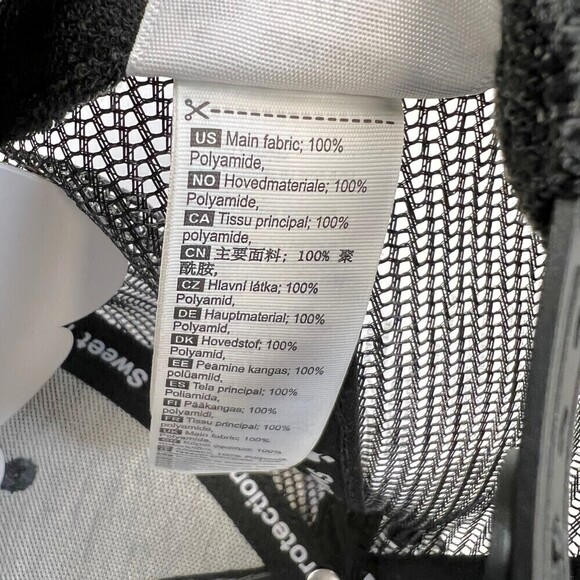 US Main fabric; 100%
Polyamide,
NO Hovedmateriale; 100%
Polyamide,
CA Tissu principal; 100%
polyamide,
CN 主要面料; 100% 聚
酰胺,
CZ Hlavní látka; 100%
Polyamid,
DE Hauptmaterial; 100%
Polyamid,
DK Hovedstof; 100%
Polyamid,
EE Peamine kangas; 100%
polüamiid,
ES Tela principal; 100%
Poliamida,
FI Pääkangas; 100%
polyamidi,
FR Tissu principal; 100%
polyamide,
UK Main fabric; 100%
Sweet
rotection